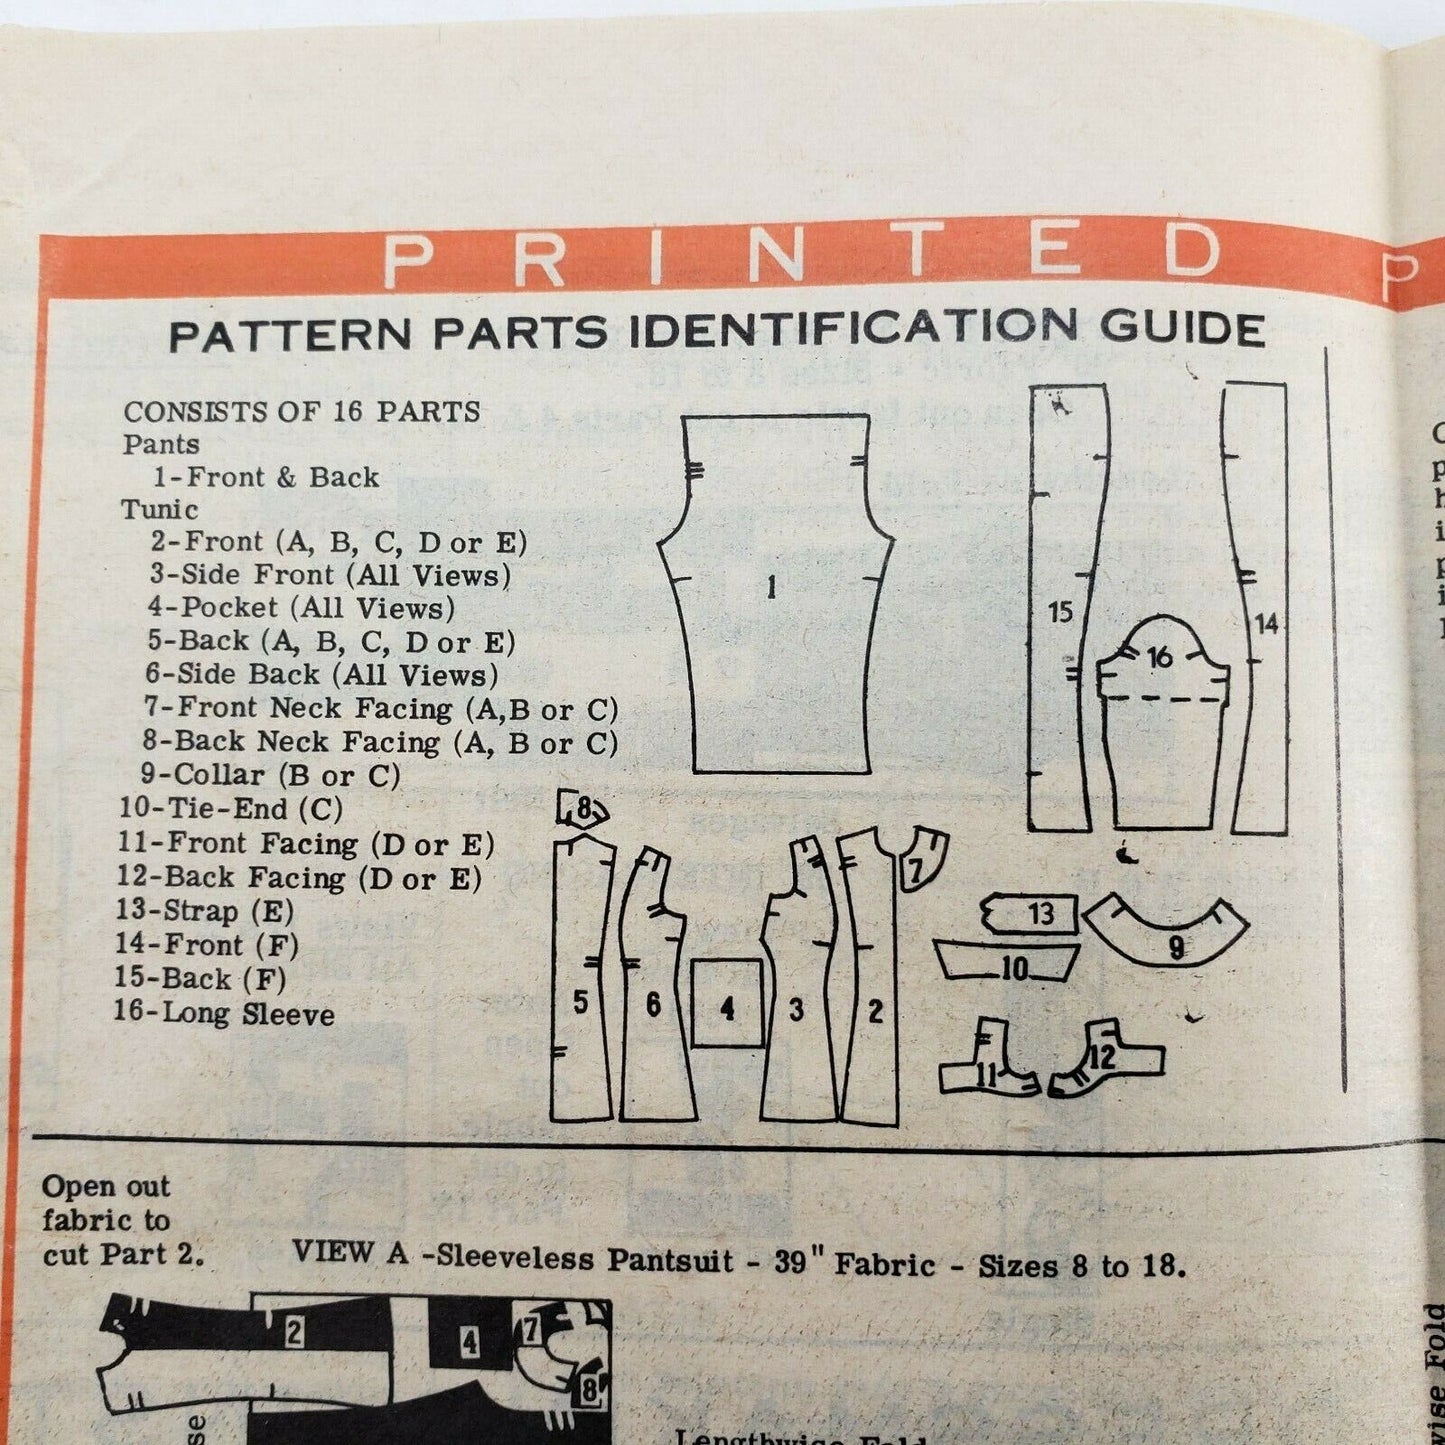 PRINTED P
PATTERN PARTS IDENTIFICATION GUIDE
CONSISTS OF 16 PARTS
Pants
1-Front & Back
Tunic
2-Front (A, B, C, D or E)
3-Side Front (All Views)
4-Pocket (All Views)
5-Back (A, B, C, D or E)
6-Side Back (All Views)
7-Front Neck Facing (A,B or C)
8-Back Neck Facing (A, B or C)
9-Collar (B or C)
10-Tie-End (C)
11-Front Facing (D or E)
12-Back Facing (D or E)
13-Strap (E)
14-Front (F)
15-Back (F)
16-Long Sleeve
1
15
16
14
8
7
13
9
10
5
6
4
3
2
11
12
Open out
fabric to
cut Part 2.
VIEW A -Sleeveless Pantsuit - 39" Fabric - Sizes 8 to 18.
2
4
7
8
Lengthwise Fold
wise Fold